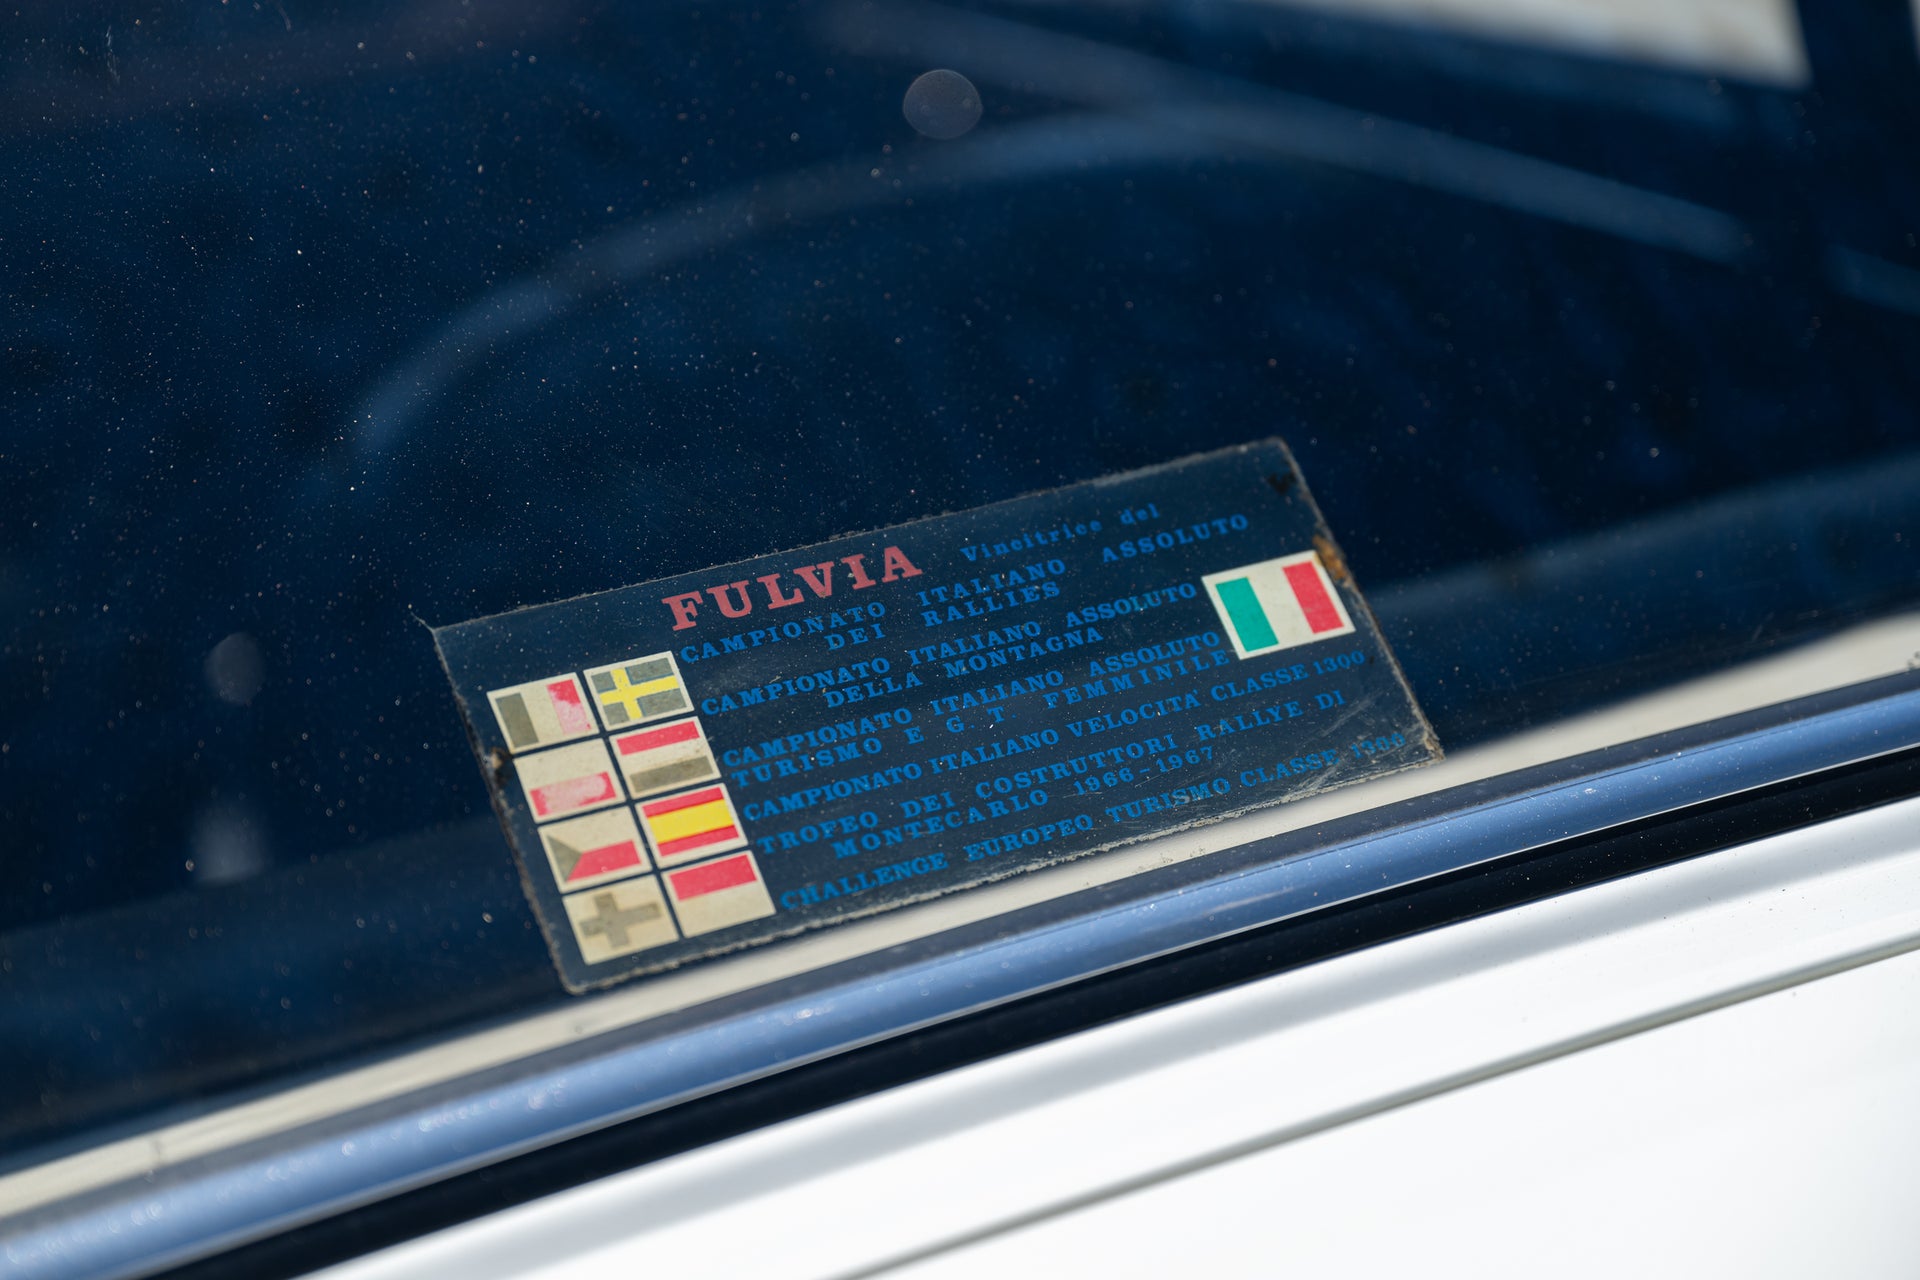 FULVIA Vincitrice del
CAMPIONATO ITALIANO ASSOLUTO
DEI RALLIES
CAMPIONATO ITALIANO ASSOLUTO
DELLA MONTAGNA
CAMPIONATO ITALIANO ASSOLUTO
TURISMO E G.T. FEMMINILE
CAMPIONATO ITALIANO VELOCITA' CLASSE 1300
TROFEO DEI COSTRUTTORI RALLYE DI
MONTECARLO 1966-1967
CHALLENGE EUROPEO TURISMO CLASSE 1300